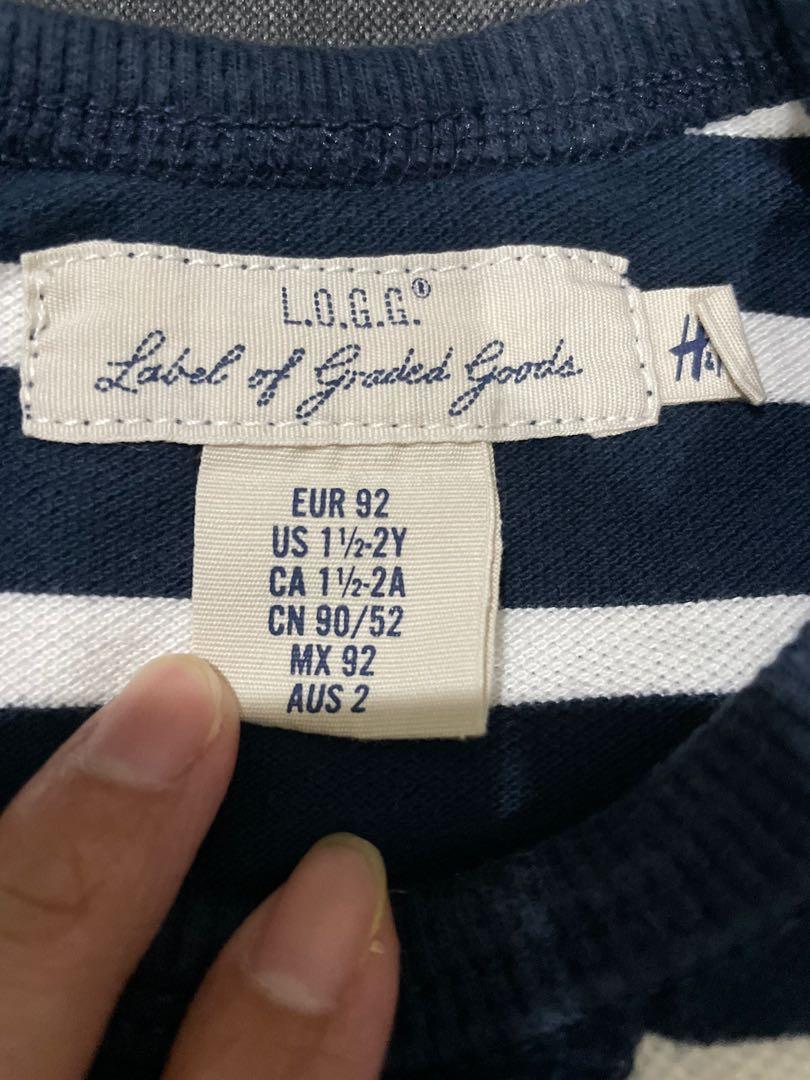 L.O.G.G.®
Label of Graded Goods
EUR 92
US 1½-2Y
CA 1½-2A
CN 90/52
MX 92
AUS 2